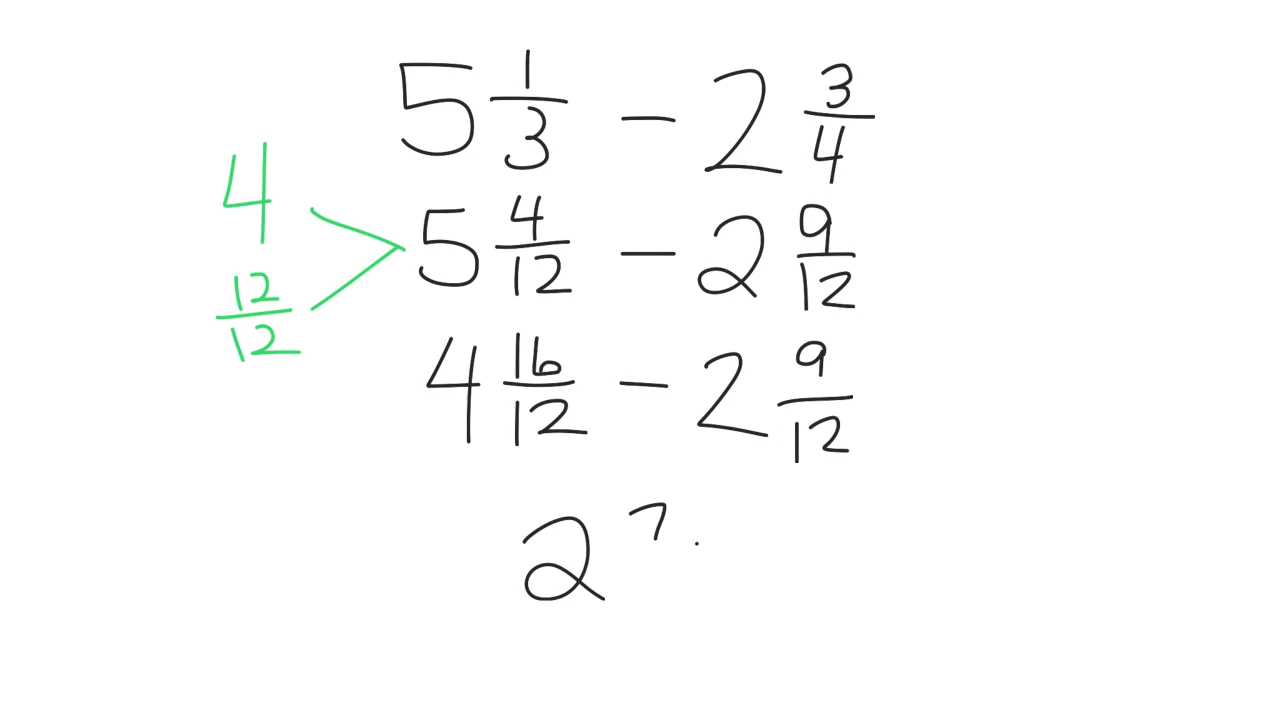 5 1/3 - 2 3/4
5 4/12 - 2 9/12
4
12/12
4 16/12 - 2 9/12
2 7